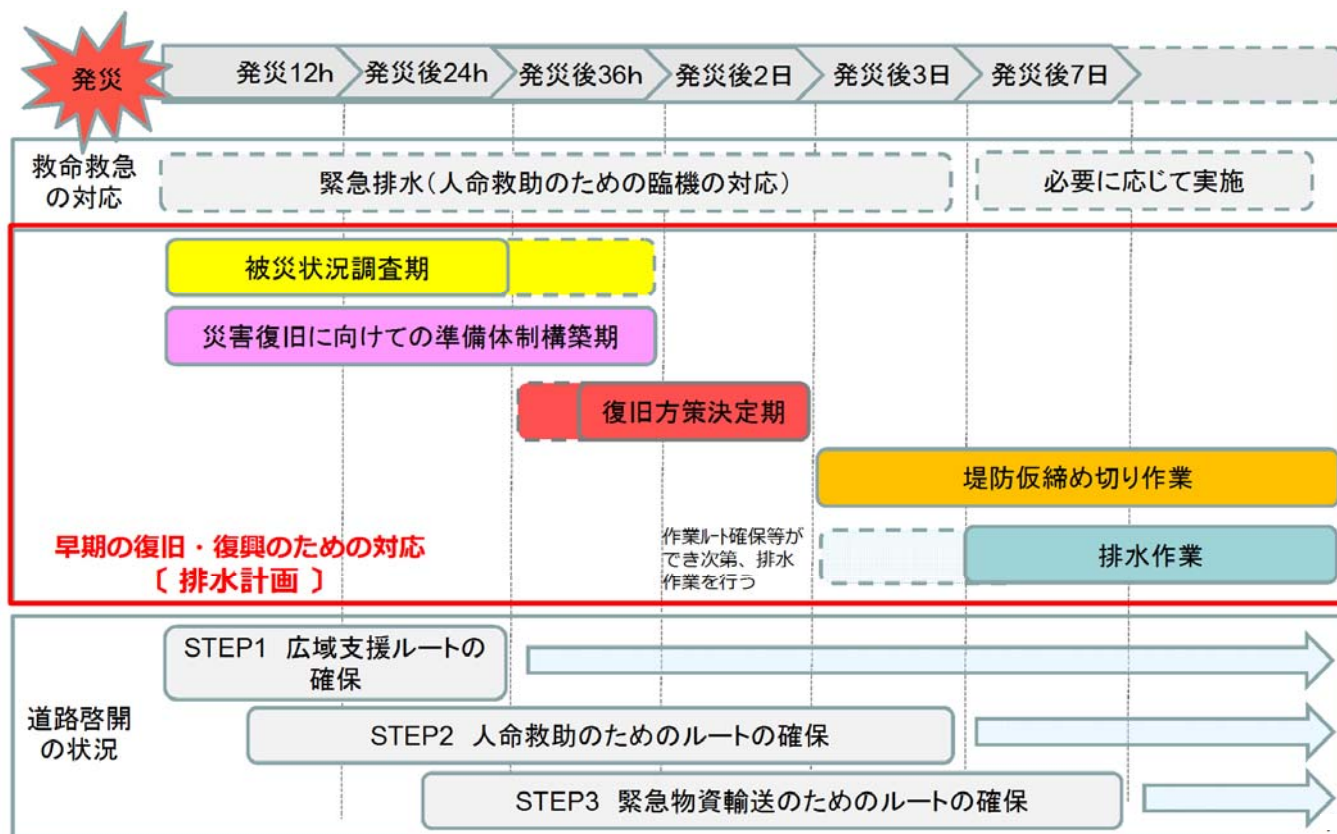 発災
発災12h
発災後24h
発災後36h
発災後2日
発災後3日
発災後7日
救命救急
の対応
緊急排水(人命救助のための臨機の対応)
必要に応じて実施
被災状況調査期
災害復旧に向けての準備体制構築期
復旧方策決定期
堤防仮締め切り作業
作業ルート確保等が
でき次第、排水
作業を行う
排水作業
早期の復旧・復興のための対応
〔 排水計画 〕
道路啓開
の状況
STEP1 広域支援ルートの
確保
STEP2 人命救助のためのルートの確保
STEP3 緊急物資輸送のためのルートの確保